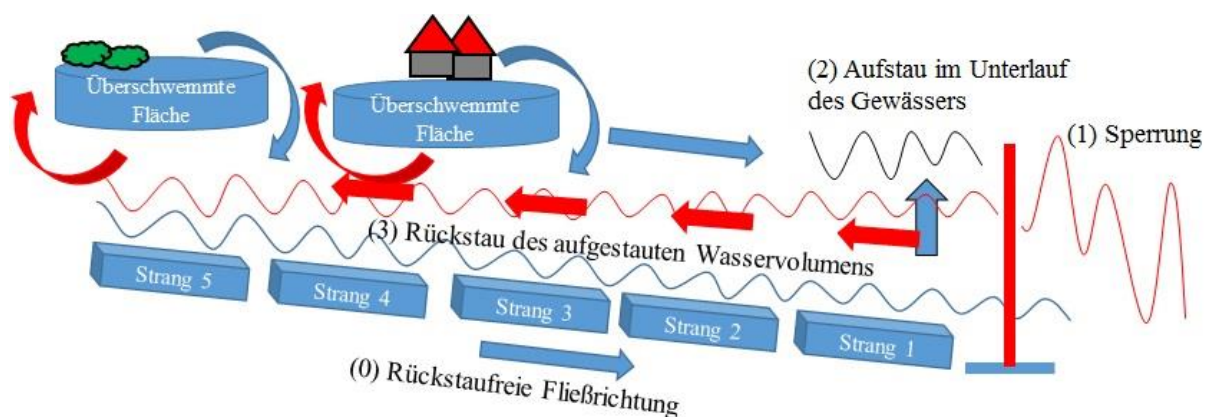 Überschwemmte
Fläche
Überschwemmte
Fläche
(2) Aufstau im Unterlauf
des Gewässers
(1) Sperrung
(3) Rückstau des aufgestauten Wasservolumens
Strang 5
Strang 4
Strang 3
Strang 2
Strang 1
(0) Rückstaufreie Fließrichtung